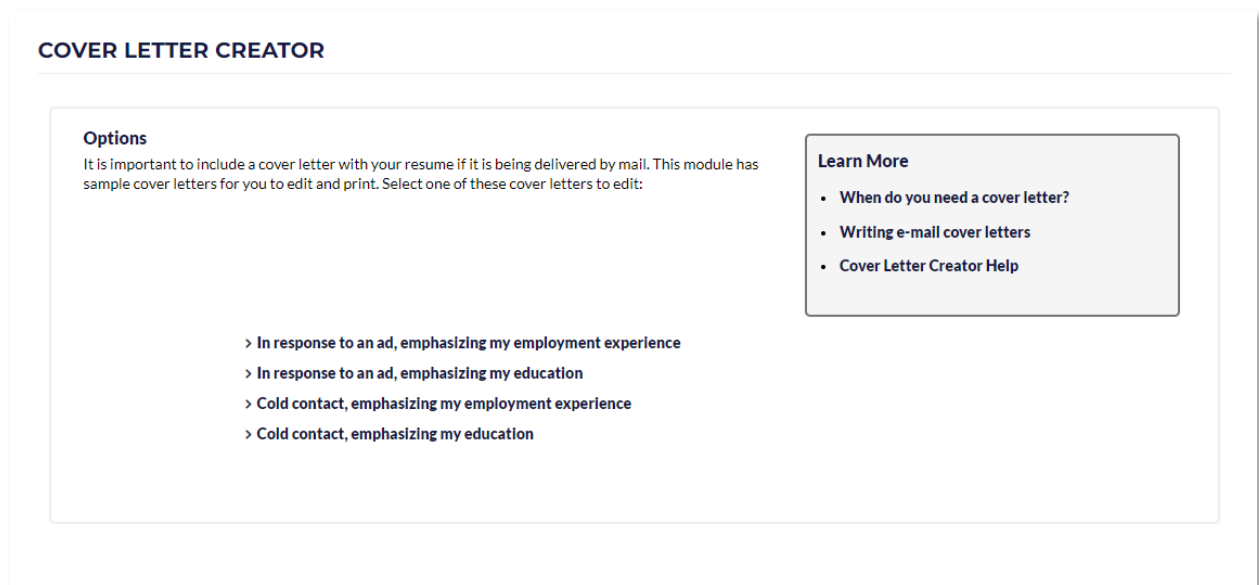 COVER LETTER CREATOR
Options
It is important to include a cover letter with your resume if it is being delivered by mail. This module has
sample cover letters for you to edit and print. Select one of these cover letters to edit:
Learn More
• When do you need a cover letter?
• Writing e-mail cover letters
• Cover Letter Creator Help
> In response to an ad, emphasizing my employment experience
> In response to an ad, emphasizing my education
> Cold contact, emphasizing my employment experience
> Cold contact, emphasizing my education